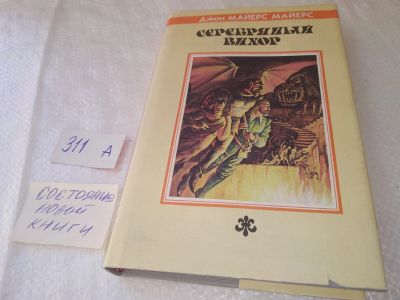 Джон МАЙЕРС МАЙЕРС
СЕРЕБРЯНЫЙ
ВИХОР
311 А
СОСТОЯНИЕ
НОВОЙ
КНИГИ